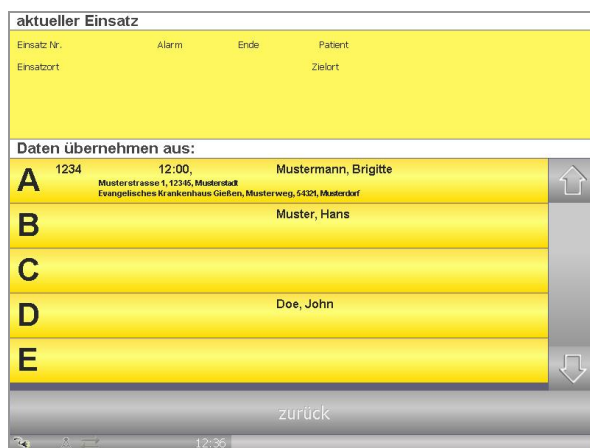 aktueller Einsatz
Einsatz Nr. Alarm Ende Patient
Einsatzort Zielort
Daten übernehmen aus:
A 1234 12:00, Mustermann, Brigitte
Musterstrasse 1, 12345, Musterstadt
Evangelisches Krankenhaus Gießen, Musterweg, 54321, Musterdorf
B Muster, Hans
C
D Doe, John
E
zurück
12:36